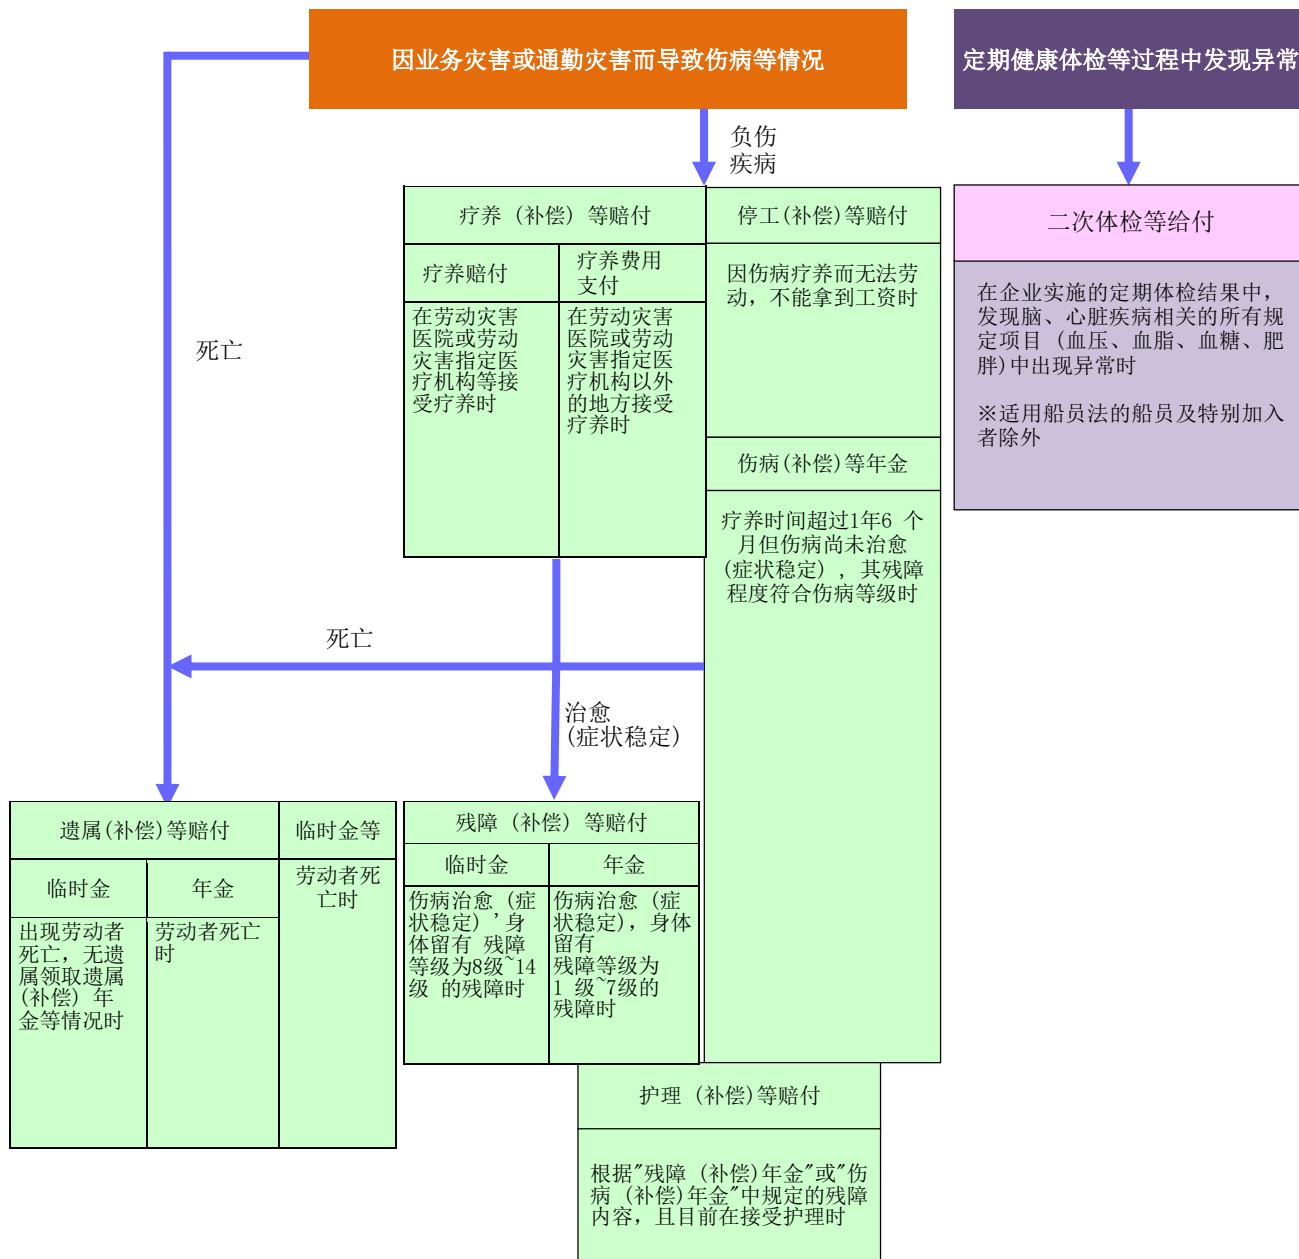 因业务灾害或通勤灾害而导致伤病等情况
定期健康体检等过程中发现异常
负伤
疾病
死亡
疗养 (补偿) 等赔付
疗养赔付
在劳动灾害
医院或劳动
灾害指定医
疗机构等接
受疗养时
疗养费用
支付
在劳动灾害
医院或劳动
灾害指定医
疗机构以外
的地方接受
疗养时
停工(补偿)等赔付
因伤病疗养而无法劳
动，不能拿到工资时
伤病(补偿)等年金
疗养时间超过1年6 个
月但伤病尚未治愈
(症状稳定) , 其残障
程度符合伤病等级时
二次体检等给付
在企业实施的定期体检结果中，
发现脑、心脏疾病相关的所有规
定项目 (血压、血脂、血糖、肥
胖)中出现异常时
※适用船员法的船员及特别加入
者除外
死亡
治愈
(症状稳定)
遗属(补偿)等赔付
临时金
出现劳动者
死亡，无遗
属领取遗属
(补偿) 年
金等情况时
年金
劳动者死亡
时
临时金等
劳动者死
亡时
残障 (补偿) 等赔付
临时金
伤病治愈 (症
状稳定) ’身
体留有 残障
等级为8级~14
级 的残障时
年金
伤病治愈 (症
状稳定)，身体
留有
残障等级为
1 级~7级的
残障时
护理 (补偿)等赔付
根据"残障 (补偿)年金"或"伤
病 (补偿)年金"中规定的残障
内容，且目前在接受护理时